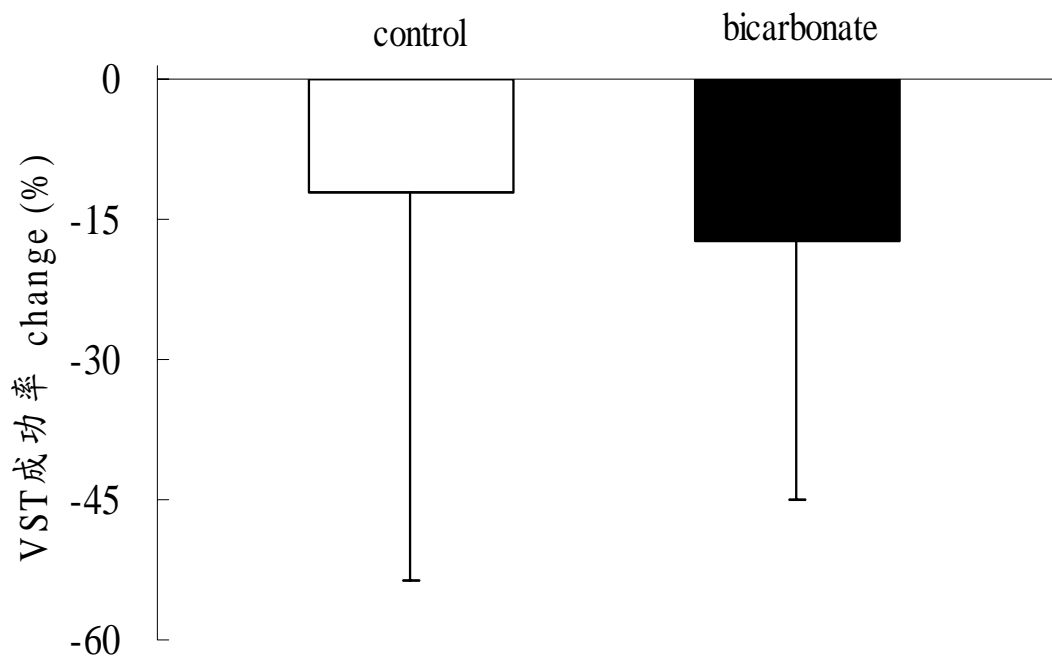 control
bicarbonate
0
-15
-30
-45
-60
VST成功率 change (%)